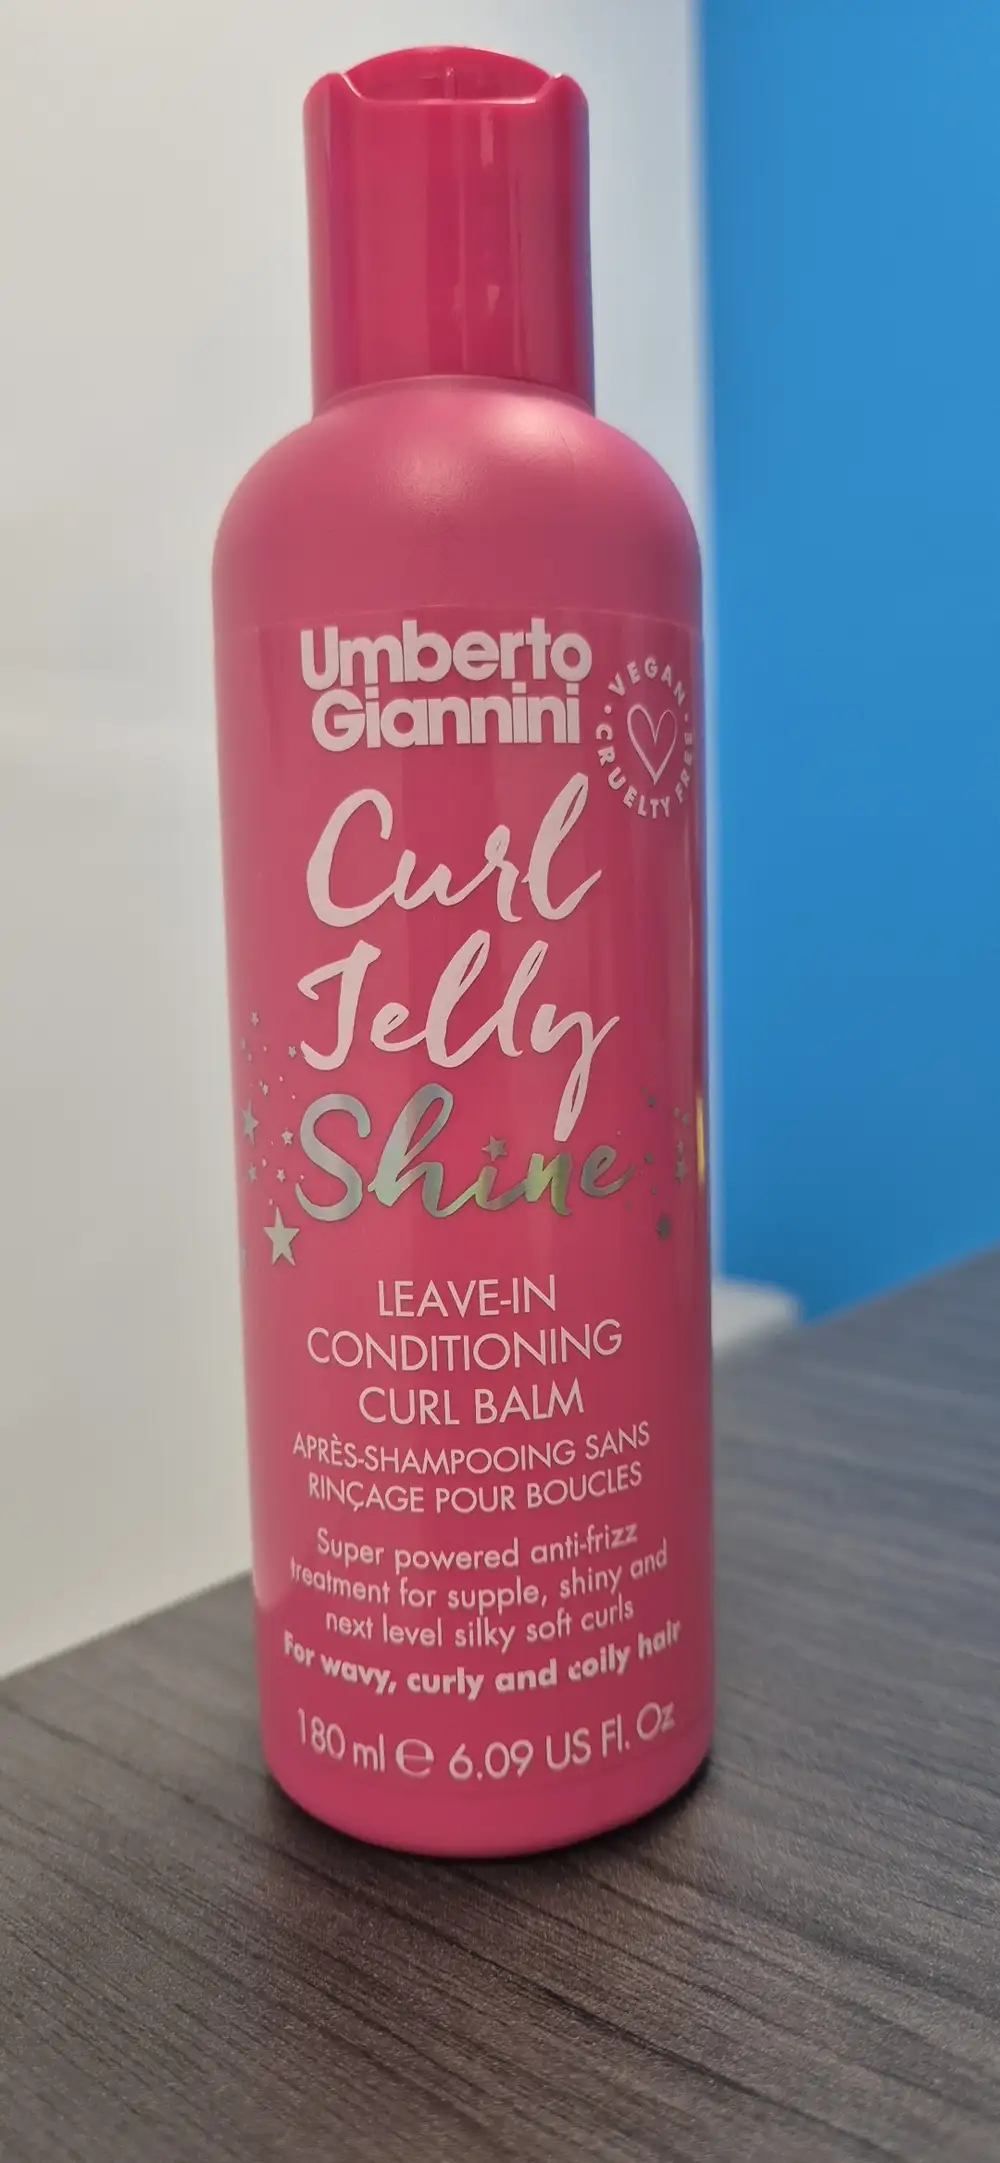 Umberto
Giannini
• VEGAN • CRUELTY FREE
Curl
Jelly
Shine
LEAVE-IN
CONDITIONING
CURL BALM
APRÈS-SHAMPOOING SANS
RINÇAGE POUR BOUCLES
Super powered anti-frizz
treatment for supple, shiny and
next level silky soft curls
For wavy, curly and coily hair
180 ml ℮ 6.09 US Fl. Oz